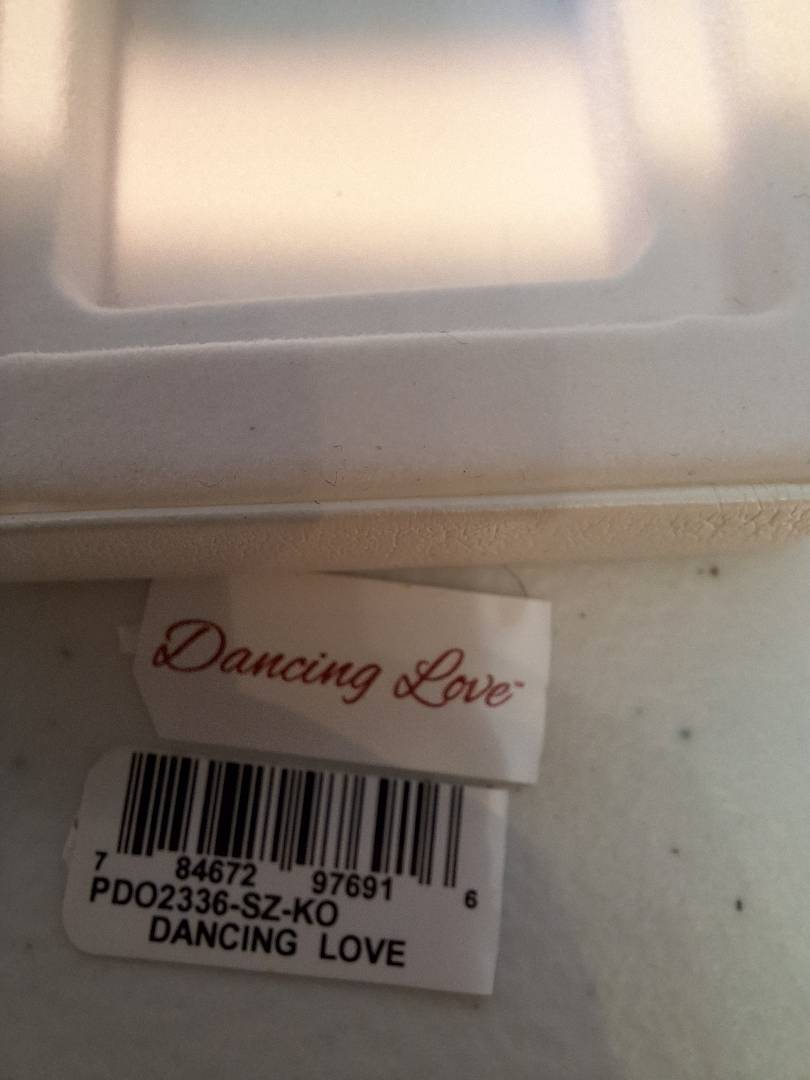 Dancing Love™
7 84672 97691 6
PDO2336-SZ-KO
DANCING LOVE